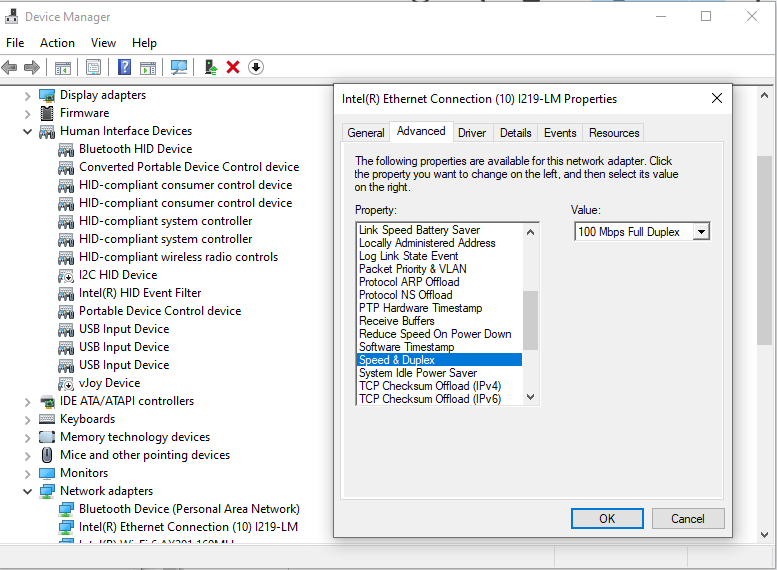 Device Manager
File Action View Help
Display adapters
Firmware
Human Interface Devices
Bluetooth HID Device
Converted Portable Device Control device
HID-compliant consumer control device
HID-compliant consumer control device
HID-compliant system controller
HID-compliant system controller
HID-compliant wireless radio controls
I2C HID Device
Intel(R) HID Event Filter
Portable Device Control device
USB Input Device
USB Input Device
USB Input Device
vJoy Device
IDE ATA/ATAPI controllers
Keyboards
Memory technology devices
Mice and other pointing devices
Monitors
Network adapters
Bluetooth Device (Personal Area Network)
Intel(R) Ethernet Connection (10) I219-LM
Intel(R) Ethernet Connection (10) I219-LM Properties
General Advanced Driver Details Events Resources
The following properties are available for this network adapter. Click
the property you want to change on the left, and then select its value
on the right.
Property:
Link Speed Battery Saver
Locally Administered Address
Log Link State Event
Packet Priority & VLAN
Protocol ARP Offload
Protocol NS Offload
PTP Hardware Timestamp
Receive Buffers
Reduce Speed On Power Down
Software Timestamp
Speed & Duplex
System Idle Power Saver
TCP Checksum Offload (IPv4)
TCP Checksum Offload (IPv6)
Value:
100 Mbps Full Duplex
OK Cancel